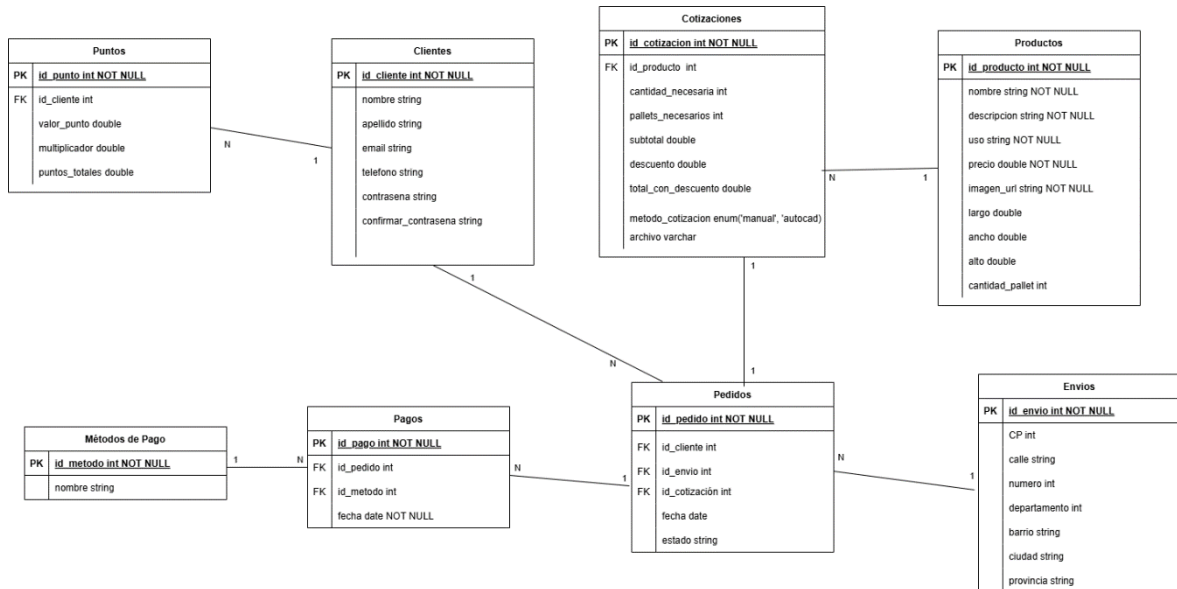 Puntos
PK id_punto int NOT NULL
FK id_cliente int
valor_punto double
multiplicador double
puntos_totales double
N
1
Clientes
PK id_cliente int NOT NULL
nombre string
apellido string
email string
telefono string
contrasena string
confirmar_contrasena string
1
N
Cotizaciones
PK id_cotizacion int NOT NULL
FK id_producto int
cantidad_necesaria int
pallets_necesarios int
subtotal double
descuento double
total_con_descuento double
metodo_cotizacion enum('manual', 'autocad)
archivo varchar
N
1
1
1
Productos
PK id_producto int NOT NULL
nombre string NOT NULL
descripcion string NOT NULL
uso string NOT NULL
precio double NOT NULL
imagen_url string NOT NULL
largo double
ancho double
alto double
cantidad_pallet int
Métodos de Pago
PK id_metodo int NOT NULL
nombre string
1
N
Pagos
PK id_pago int NOT NULL
FK id_pedido int
FK id_metodo int
fecha date NOT NULL
N
1
Pedidos
PK id_pedido int NOT NULL
FK id_cliente int
FK id_envio int
FK id_cotización int
fecha date
estado string
N
1
Envios
PK id_envio int NOT NULL
CP int
calle string
numero int
departamento int
barrio string
ciudad string
provincia string